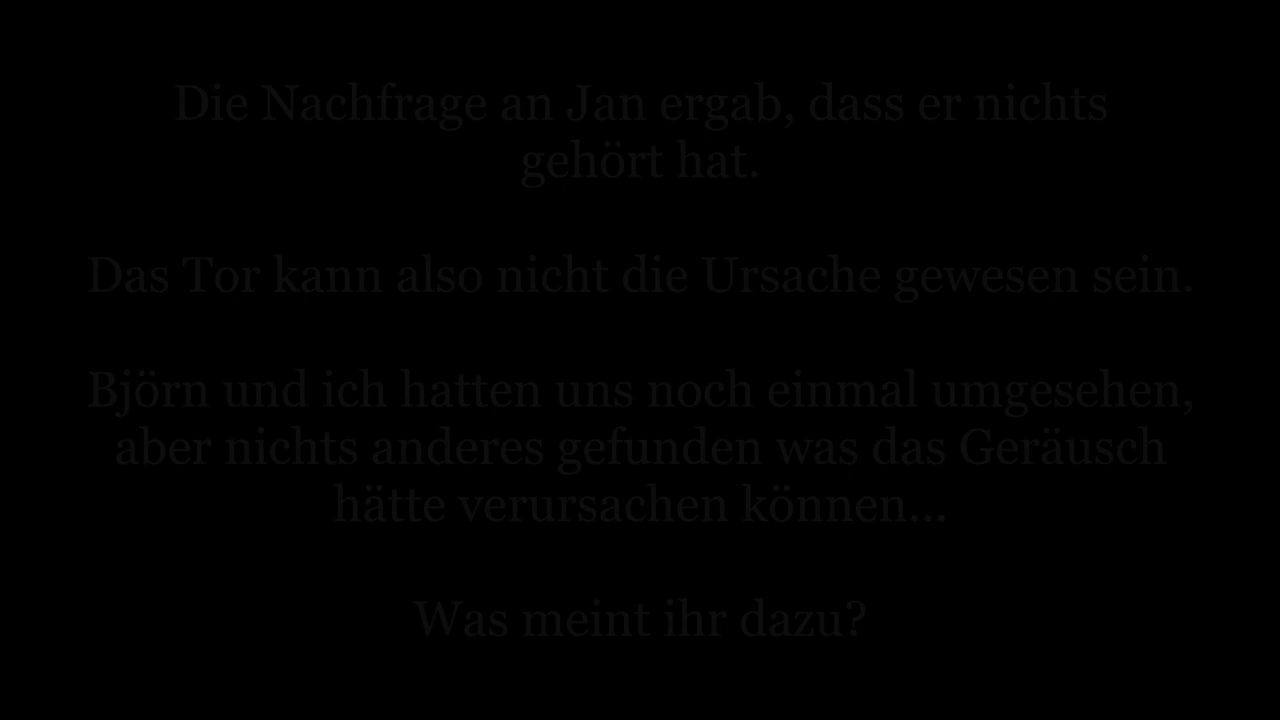 Die Nachfrage an Jan ergab, dass er nichts
gehört hat.
Das Tor kann also nicht die Ursache gewesen sein.
Björn und ich hatten uns noch einmal umgesehen,
aber nichts anderes gefunden was das Geräusch
hätte verursachen können...
Was meint ihr dazu?